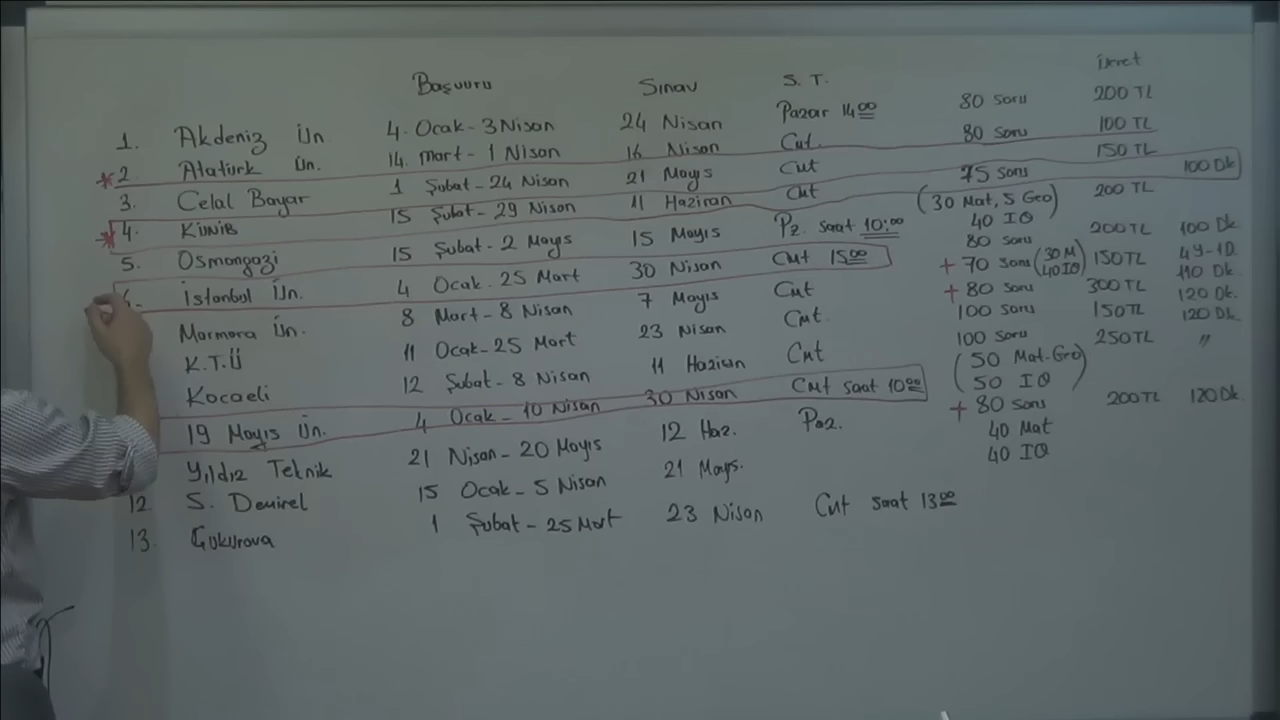 Başvuru Sınav S. T. Ücret
1. Akdeniz Ün. 4 Ocak - 3 Nisan 24 Nisan Pazar 14 00 80 Soru 200 TL
2 Atatürk Ün. 14 Mart - 1 Nisan 16 Nisan Cmt. 80 Soru 100 TL
3. Celal Bayar 1 Şubat - 24 Nisan 21 Mayıs Cmt 75 Soru 150 TL
4. KÜNİB 15 Şubat - 29 Nisan 11 Haziran Cmt (30 Mat, 5 Geo) 40 IQ 200 TL 100 Dk
5. Osmangazi 15 Şubat - 2 Mayıs 15 Mayıs Pz. saat 10:00 80 soru 200 TL 100 Dk.
İstanbul Ün. 4 Ocak - 25 Mart 30 Nisan Cmt 15 00 + 70 Soru (30 M 40 IQ) 150 TL
Marmara Ün. 8 Mart - 8 Nisan 7 Mayıs Cmt + 80 soru 300 TL 110 Dk.
K.T.Ü 11 Ocak - 25 Mart 23 Nisan Cmt. 100 soru 150 TL 120 Dk.
Kocaeli 12 Şubat - 8 Nisan 11 Haziran Cmt 100 soru 250 TL 120 Dk.
(50 Mat-Geo) "
50 IQ
19 Mayıs Ün. 4 Ocak - 10 Nisan 30 Nisan Cmt saat 10 00 + 80 Soru 200 TL 120 Dk.
Yıldız Teknik 21 Nisan - 20 Mayıs 12 Haz. Paz. 40 Mat
40 IQ
12. S. Demirel 15 Ocak - 5 Nisan 21 Mayıs.
13. Çukurova 1 Şubat - 25 Mart 23 Nisan Cmt saat 13 00